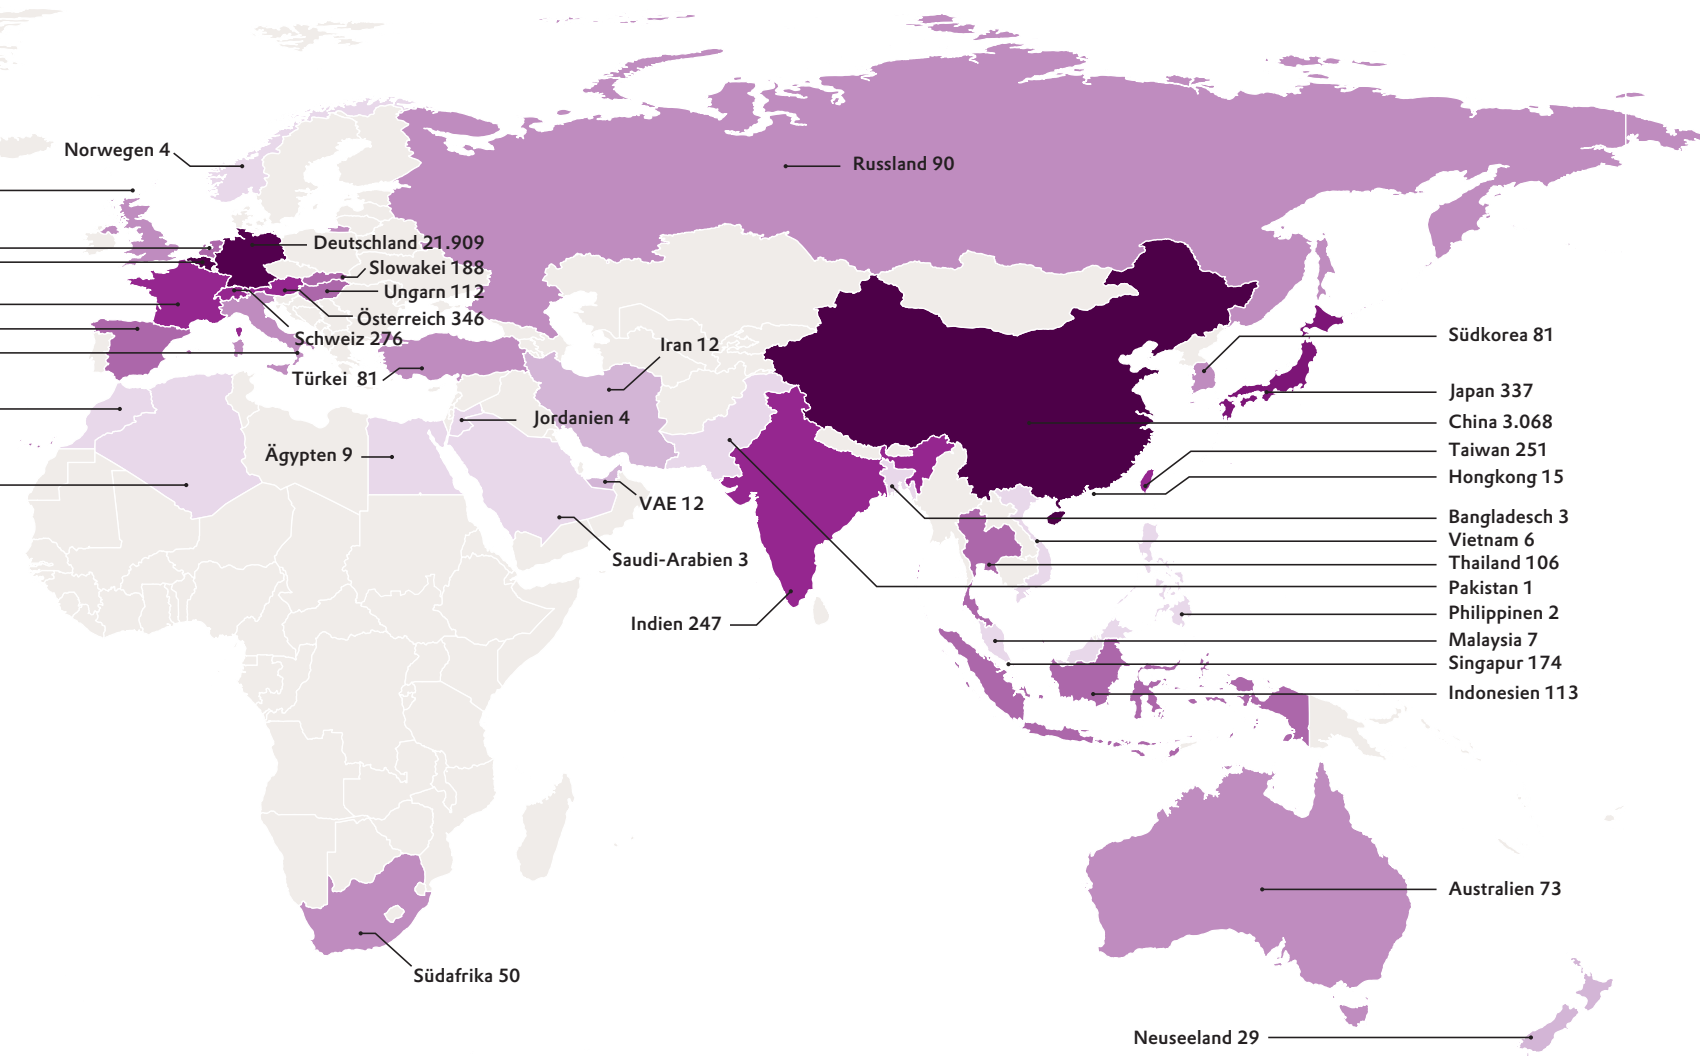 Norwegen 4
Russland 90
Deutschland 21.909
Slowakei 188
Ungarn 112
Österreich 346
Schweiz 276
Türkei 81
Iran 12
Jordanien 4
Ägypten 9
VAE 12
Saudi-Arabien 3
Indien 247
Südkorea 81
Japan 337
China 3.068
Taiwan 251
Hongkong 15
Bangladesch 3
Vietnam 6
Thailand 106
Pakistan 1
Philippinen 2
Malaysia 7
Singapur 174
Indonesien 113
Australien 73
Südafrika 50
Neuseeland 29